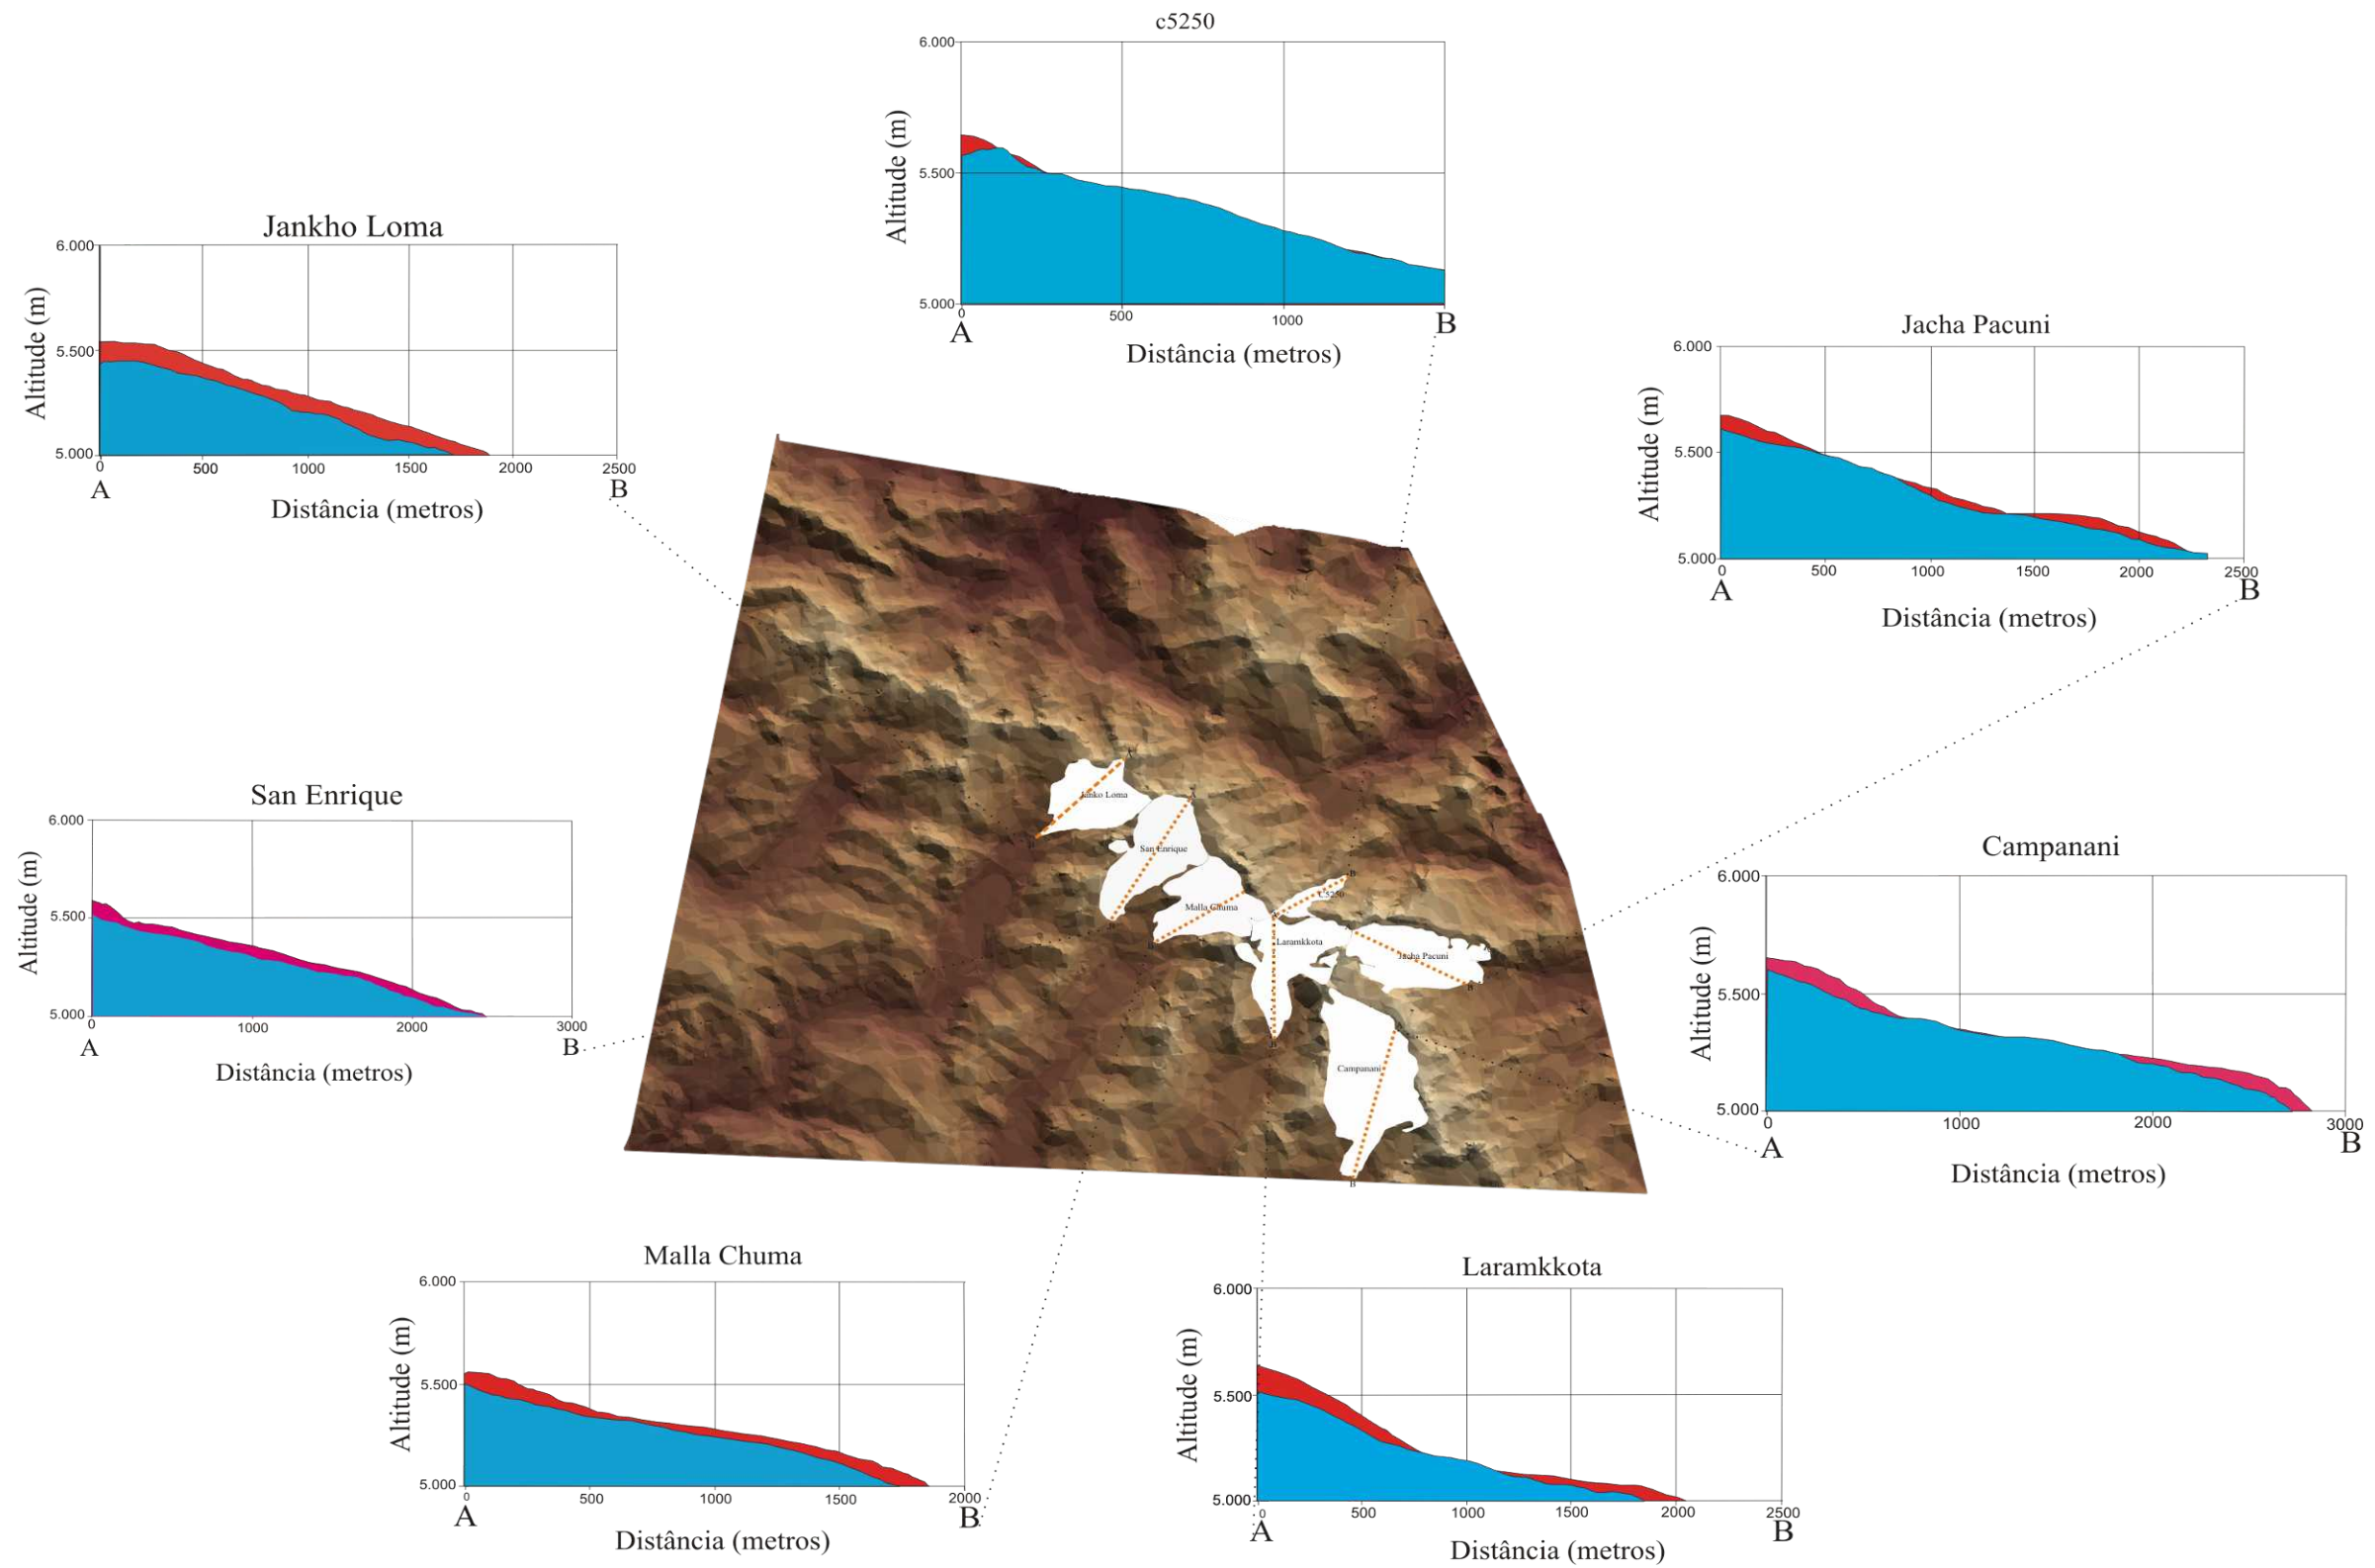 c5250
6.000
5.500
5.000
Altitude (m)
0
500
1000
A
B
Distância (metros)
Jankho Loma
6.000
5.500
5.000
Altitude (m)
0
500
1000
1500
2000
2500
A
B
Distância (metros)
Jacha Pacuni
6.000
5.500
5.000
Altitude (m)
0
500
1000
1500
2000
2500
A
B
Distância (metros)
San Enrique
6.000
5.500
5.000
Altitude (m)
0
1000
2000
3000
A
B
Distância (metros)
Janko Loma
San Enrique
Malla Chuma
C5250
Laramkkota
Jacha Pacuni
Campanani
A
B
A
B
B
B
B
Campanani
6.000
5.500
5.000
Altitude (m)
0
1000
2000
3000
A
B
Distância (metros)
Malla Chuma
6.000
5.500
5.000
Altitude (m)
0
500
1000
1500
2000
A
B
Distância (metros)
Laramkkota
6.000
5.500
5.000
Altitude (m)
0
500
1000
1500
2000
2500
A
B
Distância (metros)